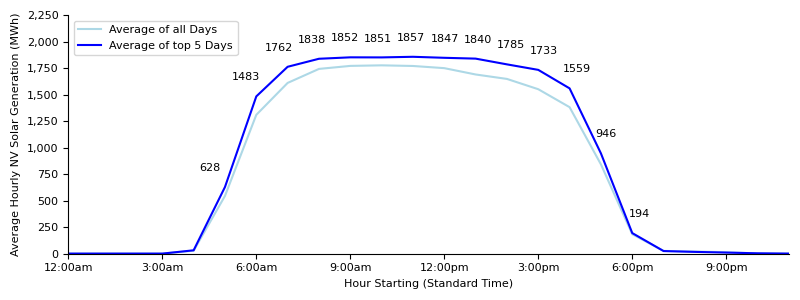 Average Hourly NV Solar Generation (MWh)
2,250
2,000
1,750
1,500
1,250
1,000
750
500
250
0
Average of all Days
Average of top 5 Days
628
1483
1762
1838
1852
1851
1857
1847
1840
1785
1733
1559
946
194
12:00am
3:00am
6:00am
9:00am
12:00pm
3:00pm
6:00pm
9:00pm
Hour Starting (Standard Time)